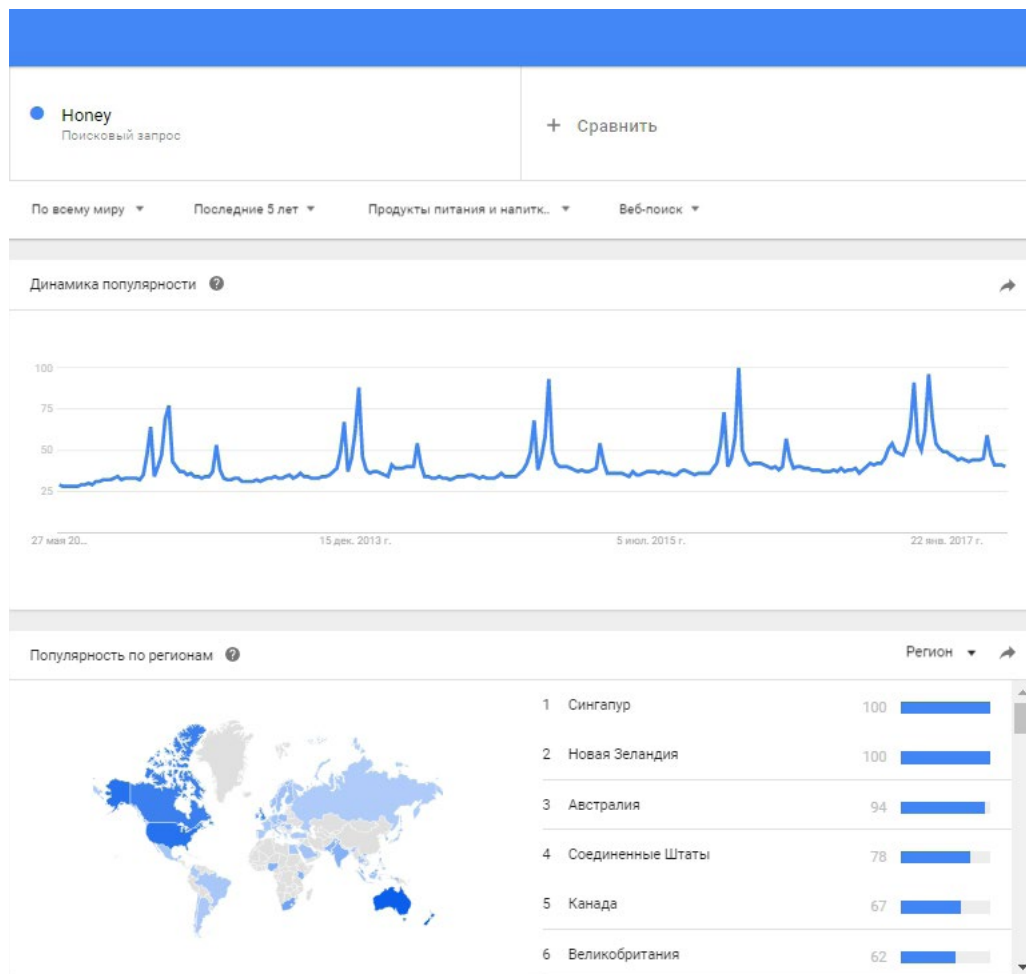 Honey
Поисковый запрос
+ Сравнить
По всему миру
Последние 5 лет
Продукты питания и напитк..
Веб-поиск
Динамика популярности ?
100
75
50
25
27 мая 20...
15 дек. 2013 г.
5 июл. 2015 г.
22 янв. 2017 г.
Популярность по регионам ?
Регион
1 Сингапур 100
2 Новая Зеландия 100
3 Австралия 94
4 Соединенные Штаты 78
5 Канада 67
6 Великобритания 62